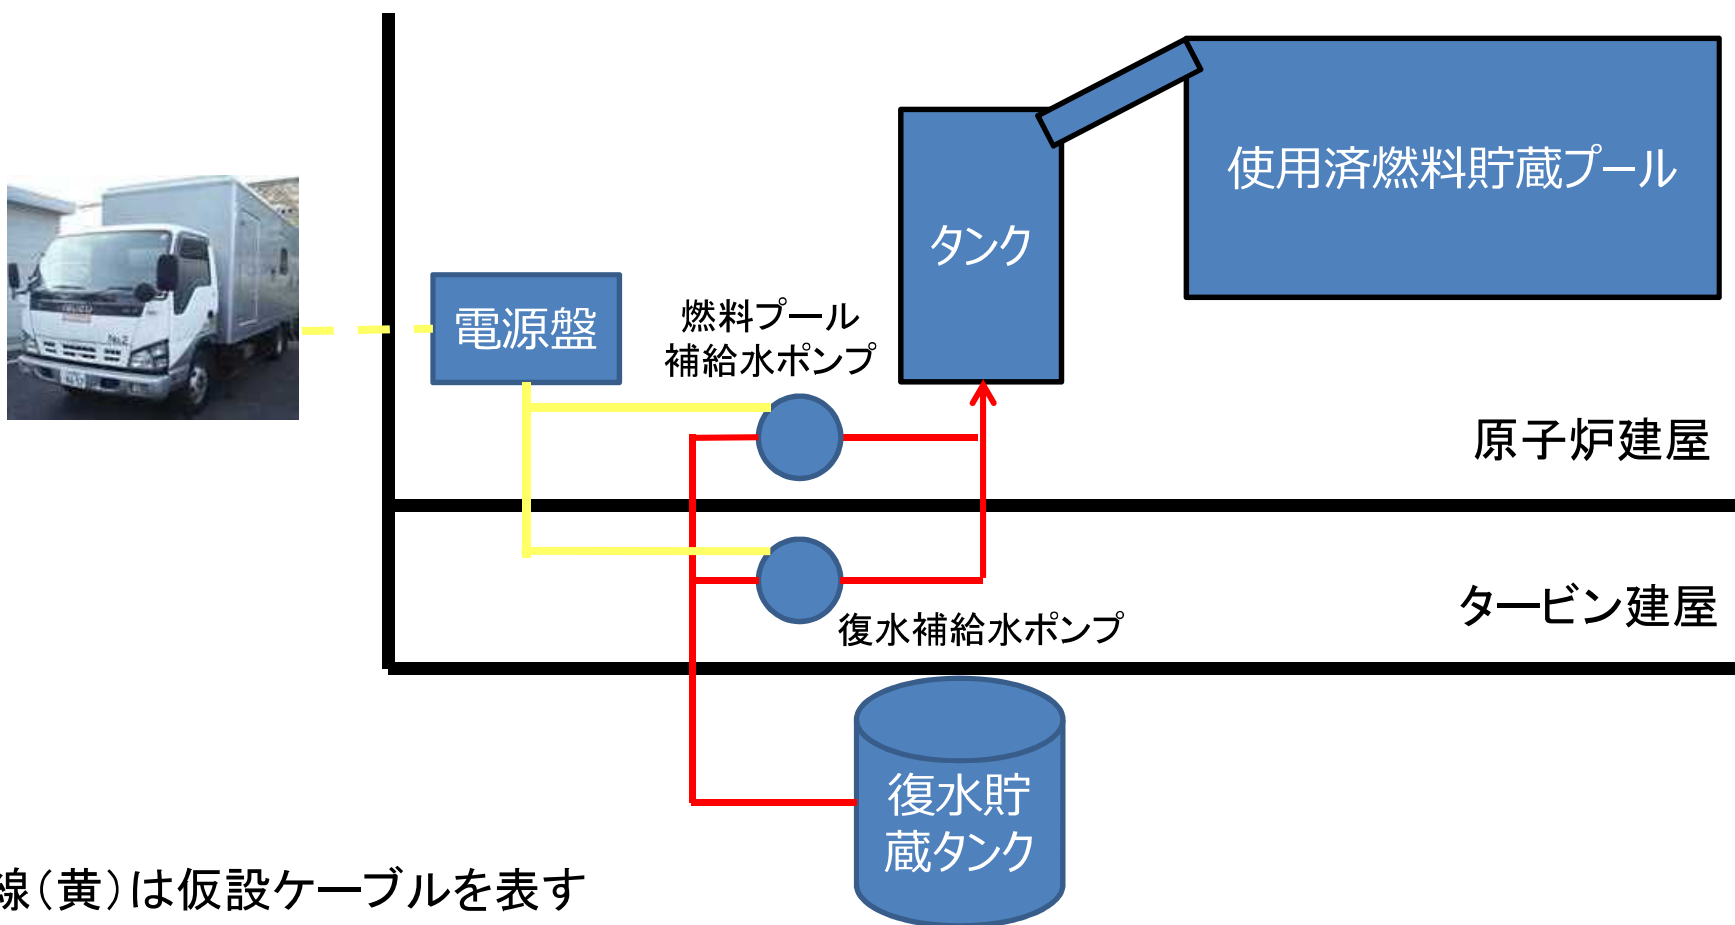 使用済燃料貯蔵プール
タンク
電源盤
燃料プール
補給水ポンプ
原子炉建屋
タービン建屋
復水補給水ポンプ
復水貯
蔵タンク
線（黄）は仮設ケーブルを表す